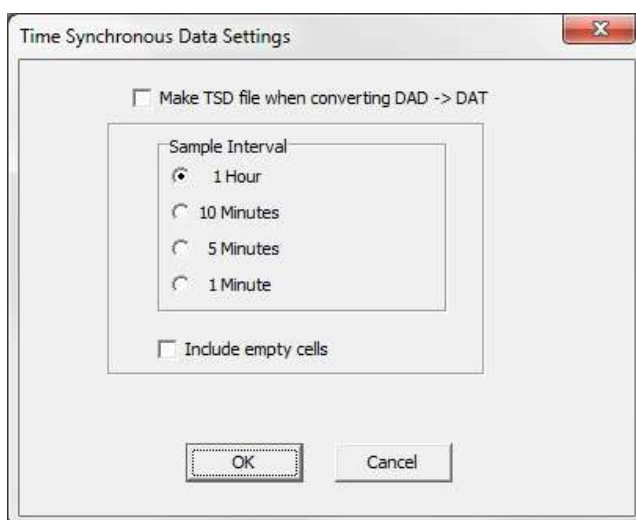 Time Synchronous Data Settings
Make TSD file when converting DAD -> DAT
Sample Interval
1 Hour
10 Minutes
5 Minutes
1 Minute
Include empty cells
OK Cancel